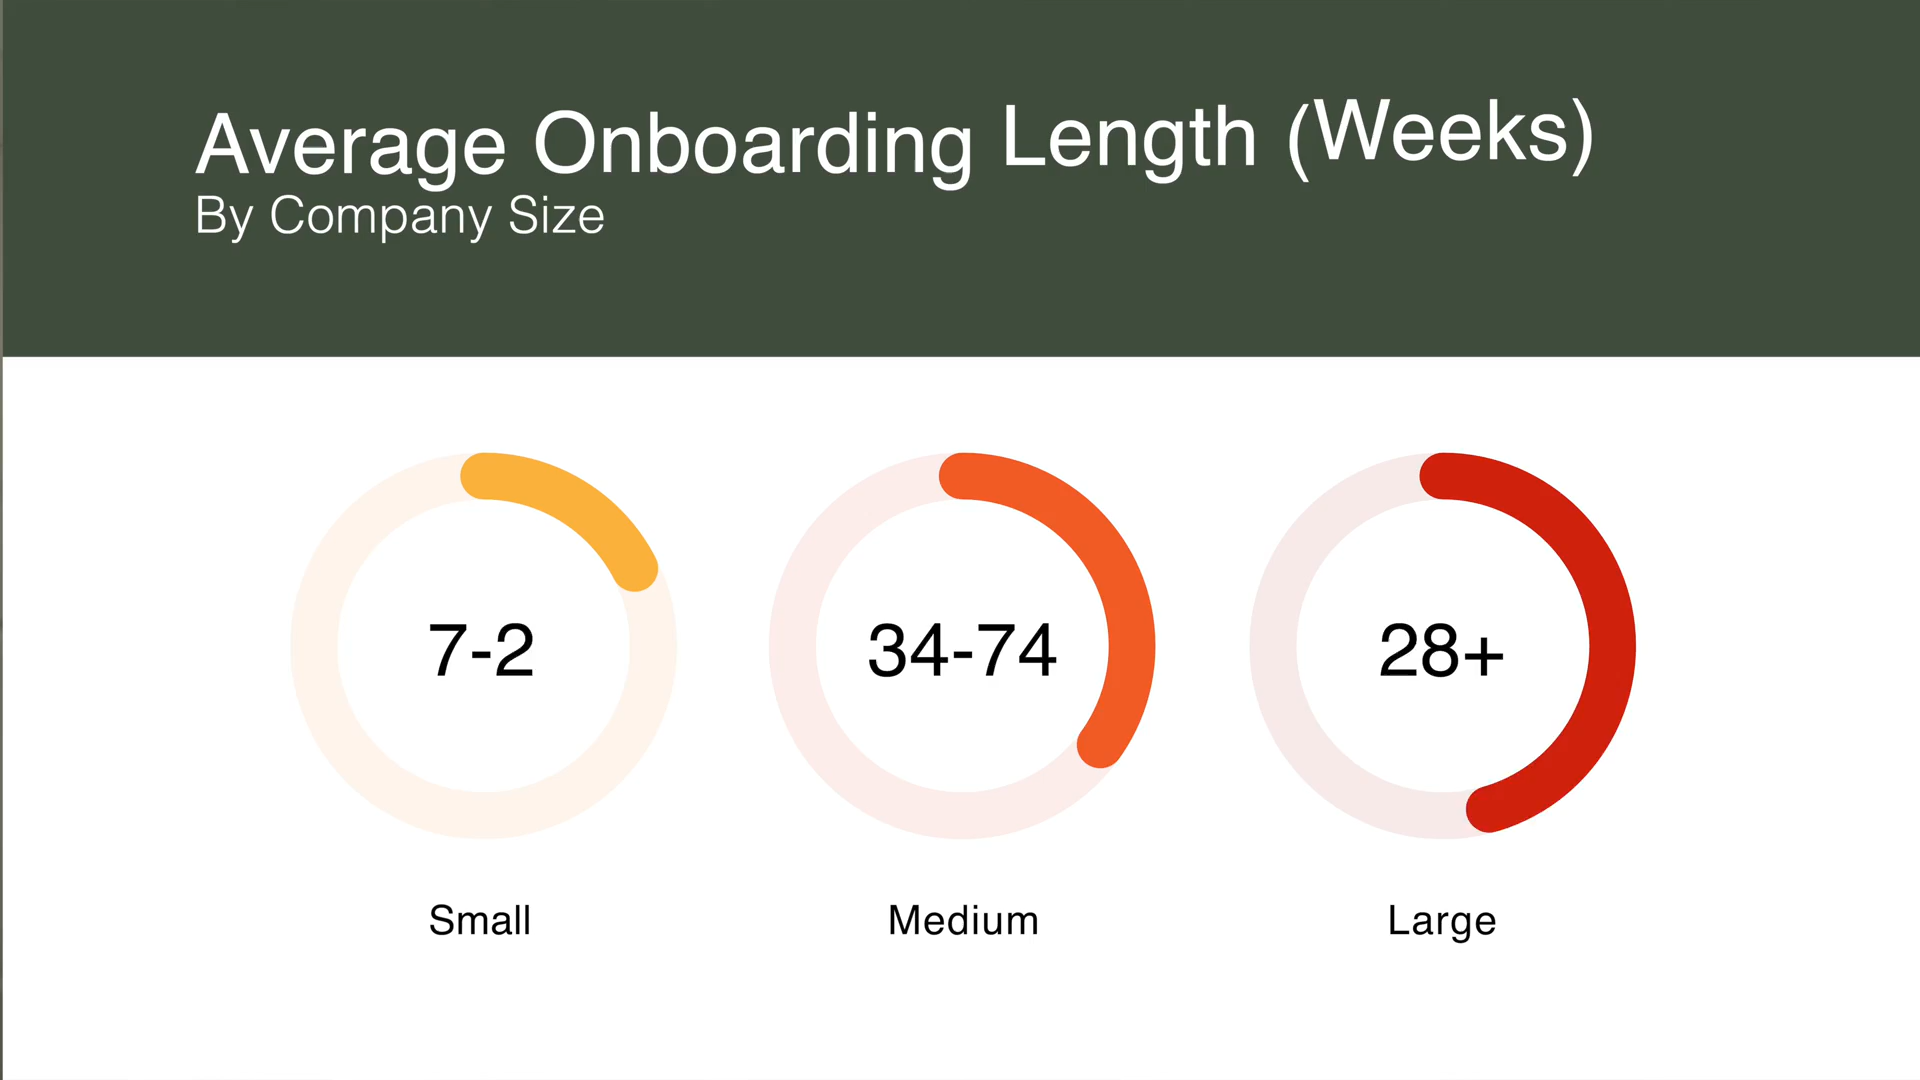 Average Onboarding Length (Weeks)
By Company Size
7-2
34-74
28+
Small
Medium
Large